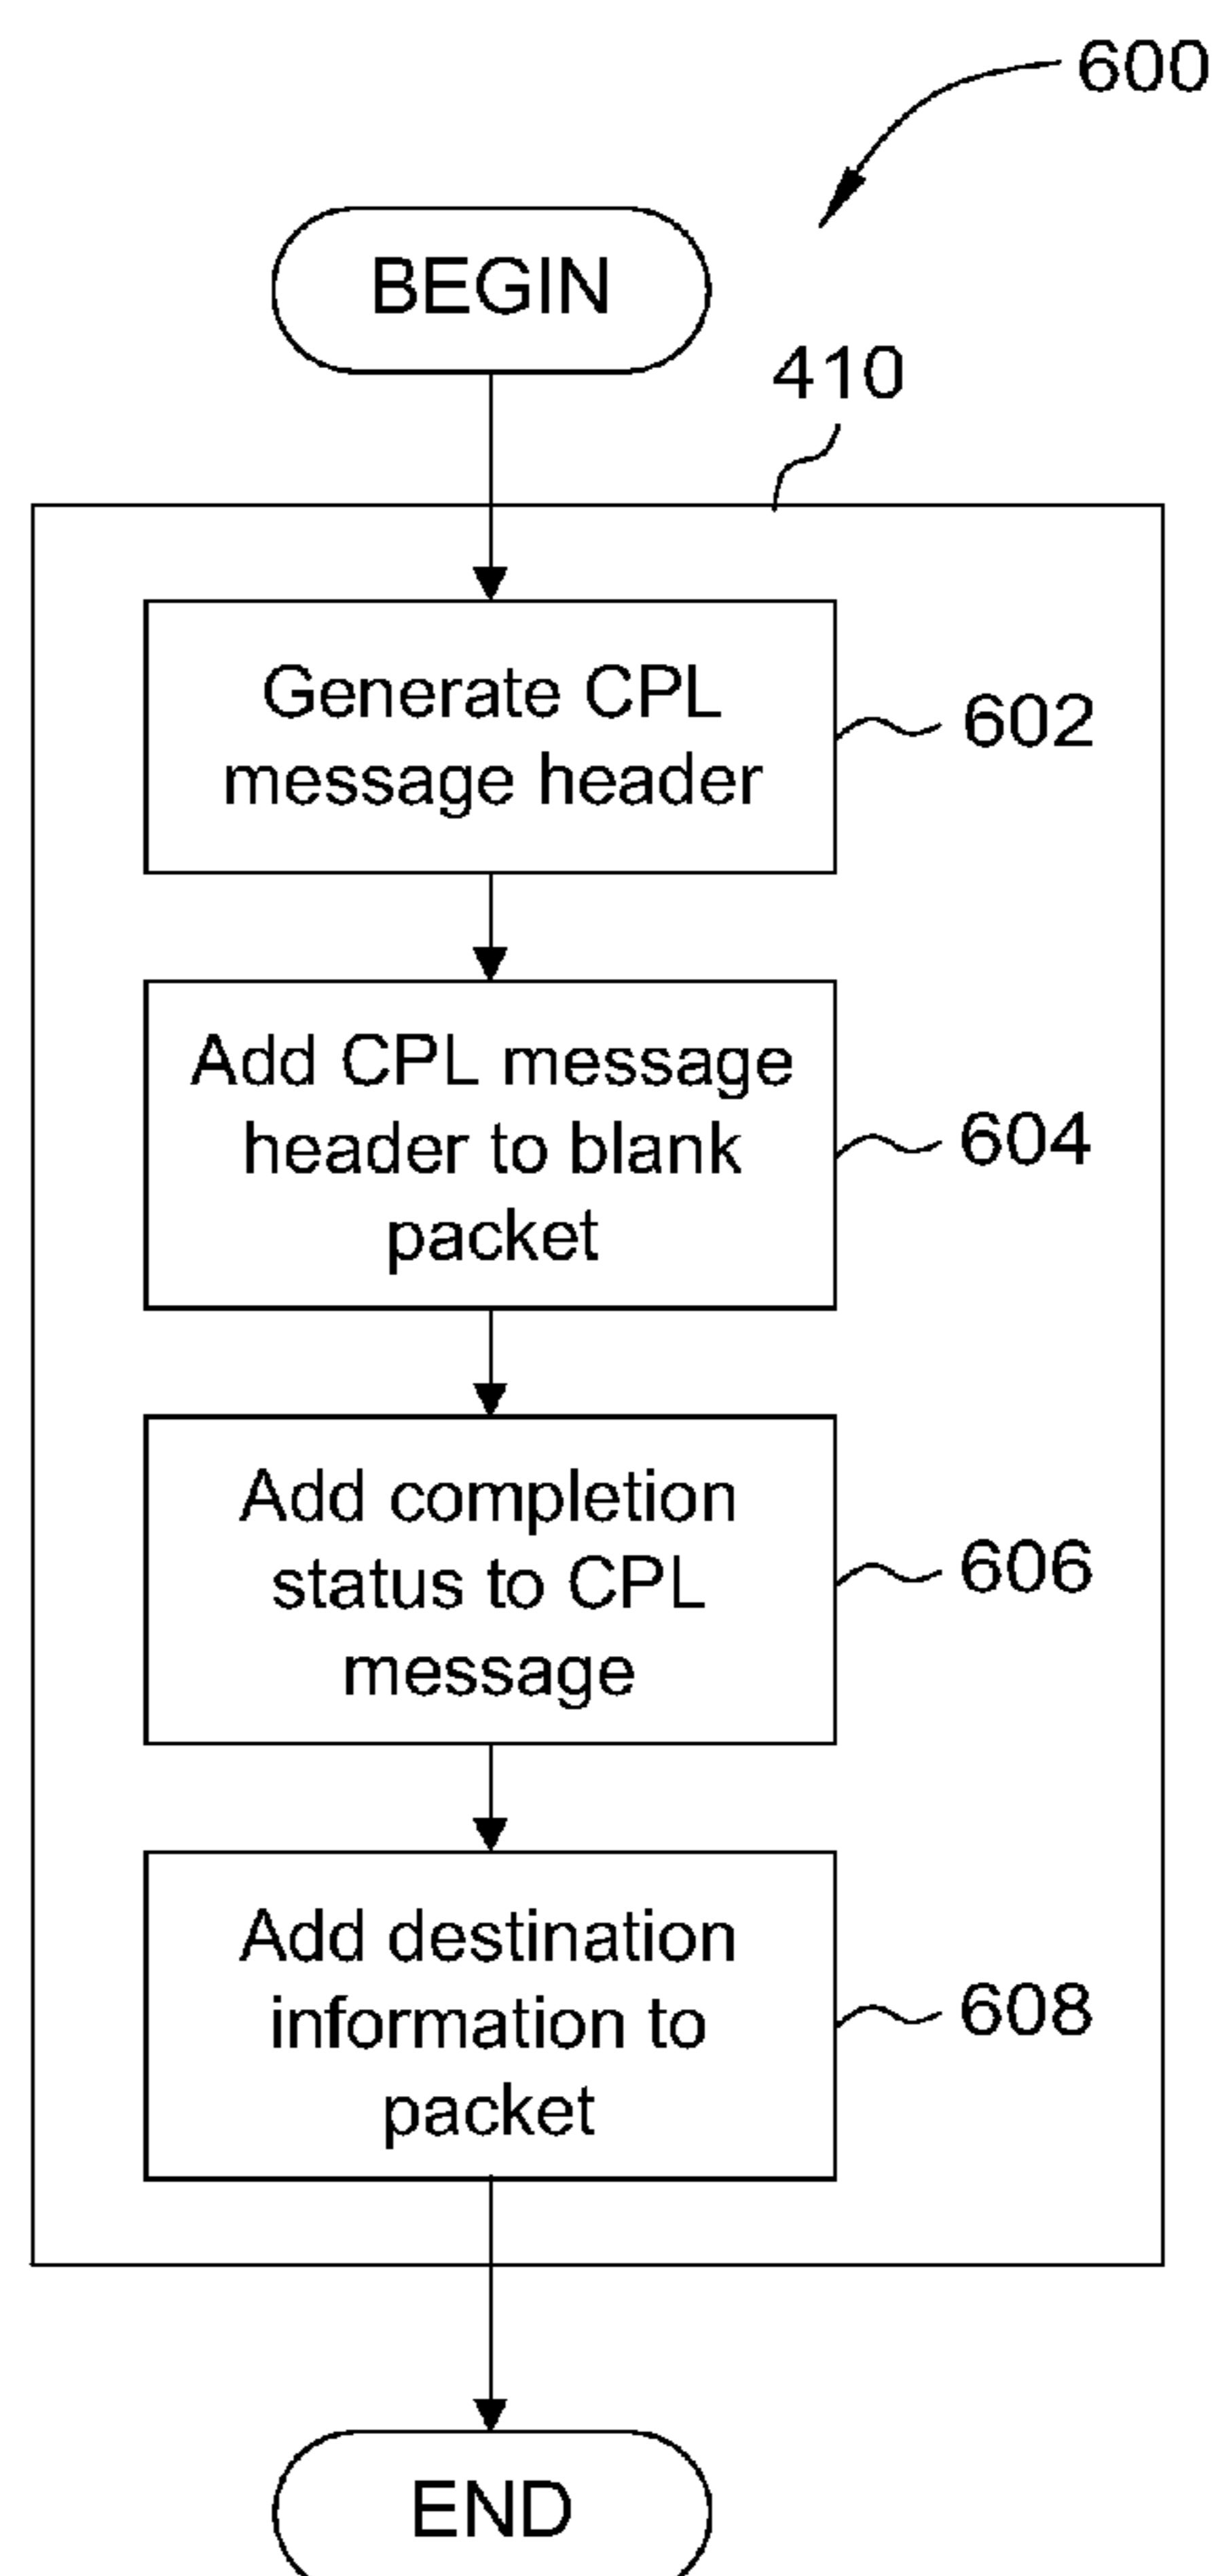 600
BEGIN
410
Generate CPL
message header
602
Add CPL message
header to blank
packet
604
Add completion
status to CPL
message
606
Add destination
information to
packet
608
END